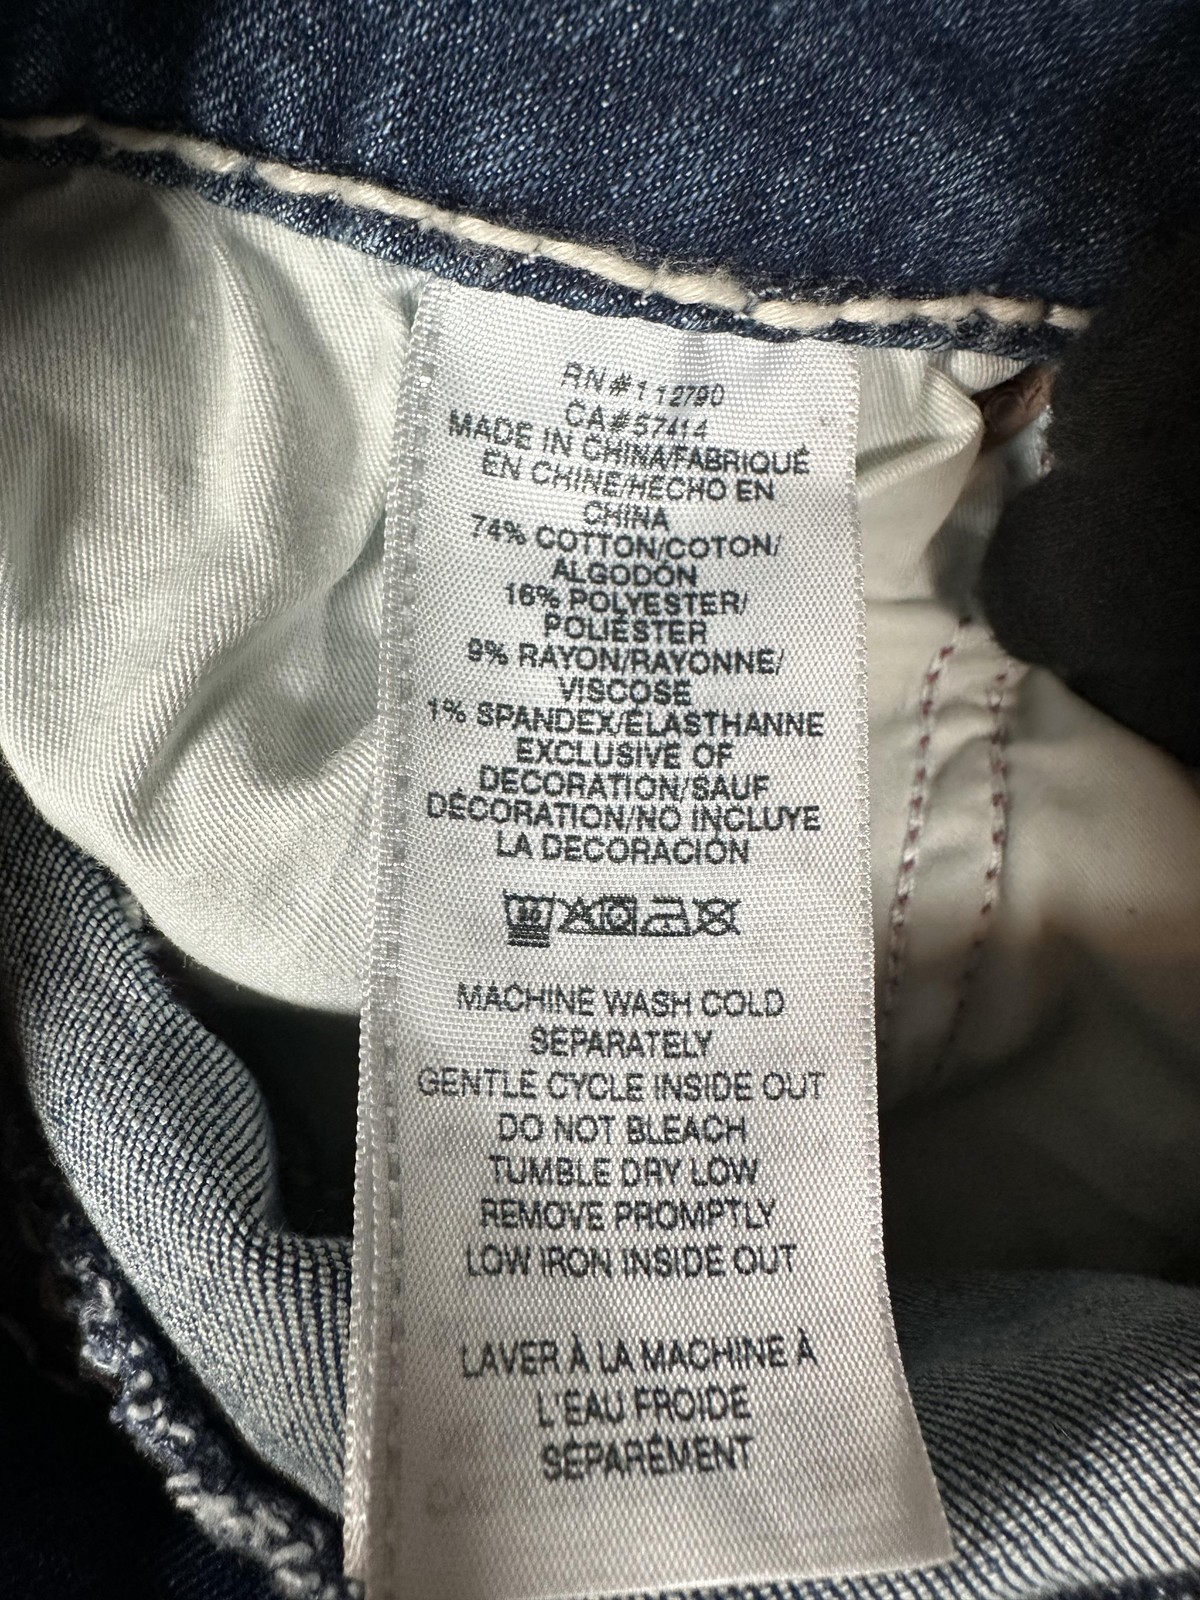 RN#112790
CA#57414
MADE IN CHINA/FABRIQUÉ
EN CHINE/HECHO EN
CHINA
74% COTTON/COTON/
ALGODÓN
16% POLYESTER/
POLIÉSTER
9% RAYON/RAYONNE/
VISCOSE
1% SPANDEX/ÉLASTHANNE
EXCLUSIVE OF
DECORATION/SAUF
DÉCORATION/NO INCLUYE
LA DECORACIÓN
MACHINE WASH COLD
SEPARATELY
GENTLE CYCLE INSIDE OUT
DO NOT BLEACH
TUMBLE DRY LOW
REMOVE PROMPTLY
LOW IRON INSIDE OUT
LAVER À LA MACHINE À
L'EAU FROIDE
SÉPARÉMENT